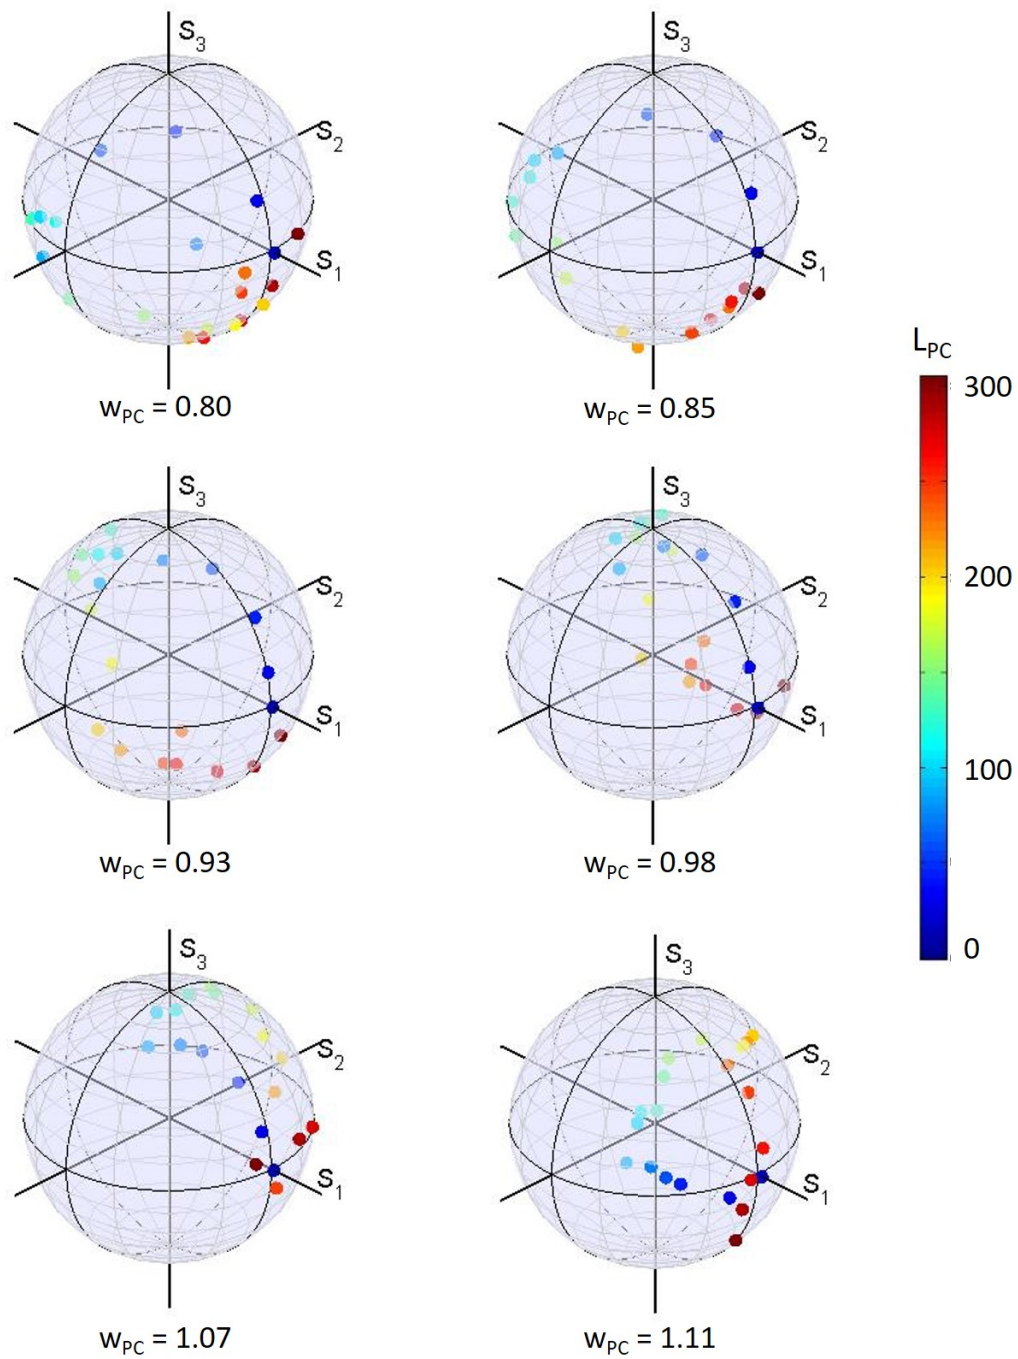 S3 S3
S2 S2
S1 S1
LPC
300
wPC = 0.80 wPC = 0.85
S3 S3
200
S2 S2
S1 S1
100
wPC = 0.93 wPC = 0.98
0
S3 S3
S2 S2
S1 S1
wPC = 1.07 wPC = 1.11